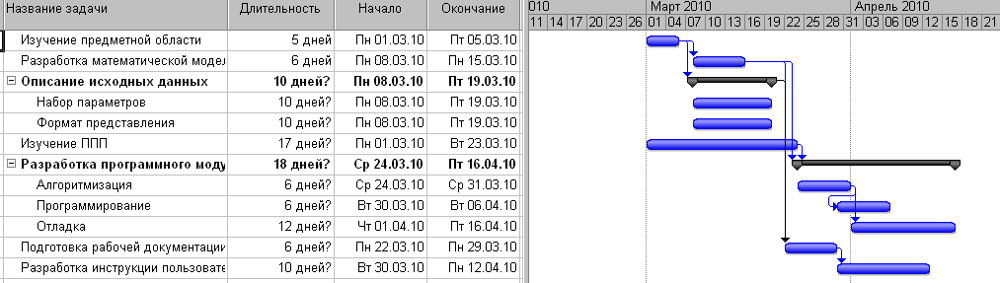 Название задачи Длительность Начало Окончание 010 Март 2010 Апрель 2010
11 14 17 20 23 26 01 04 07 10 13 16 19 22 25 28 31 03 06 09 12 15 18 21
Изучение предметной области 5 дней Пн 01.03.10 Пт 05.03.10
Разработка математической модел 6 дней Пн 08.03.10 Пн 15.03.10
Описание исходных данных 10 дней? Пн 08.03.10 Пт 19.03.10
Набор параметров 10 дней? Пн 08.03.10 Пт 19.03.10
Формат представления 10 дней? Пн 08.03.10 Пт 19.03.10
Изучение ППП 17 дней? Пн 01.03.10 Вт 23.03.10
Разработка программного моду 18 дней? Ср 24.03.10 Пт 16.04.10
Алгоритмизация 6 дней? Ср 24.03.10 Ср 31.03.10
Программирование 6 дней? Вт 30.03.10 Вт 06.04.10
Отладка 12 дней? Чт 01.04.10 Пт 16.04.10
Подготовка рабочей документации 6 дней? Пн 22.03.10 Пн 29.03.10
Разработка инструкции пользовате 10 дней? Вт 30.03.10 Пн 12.04.10